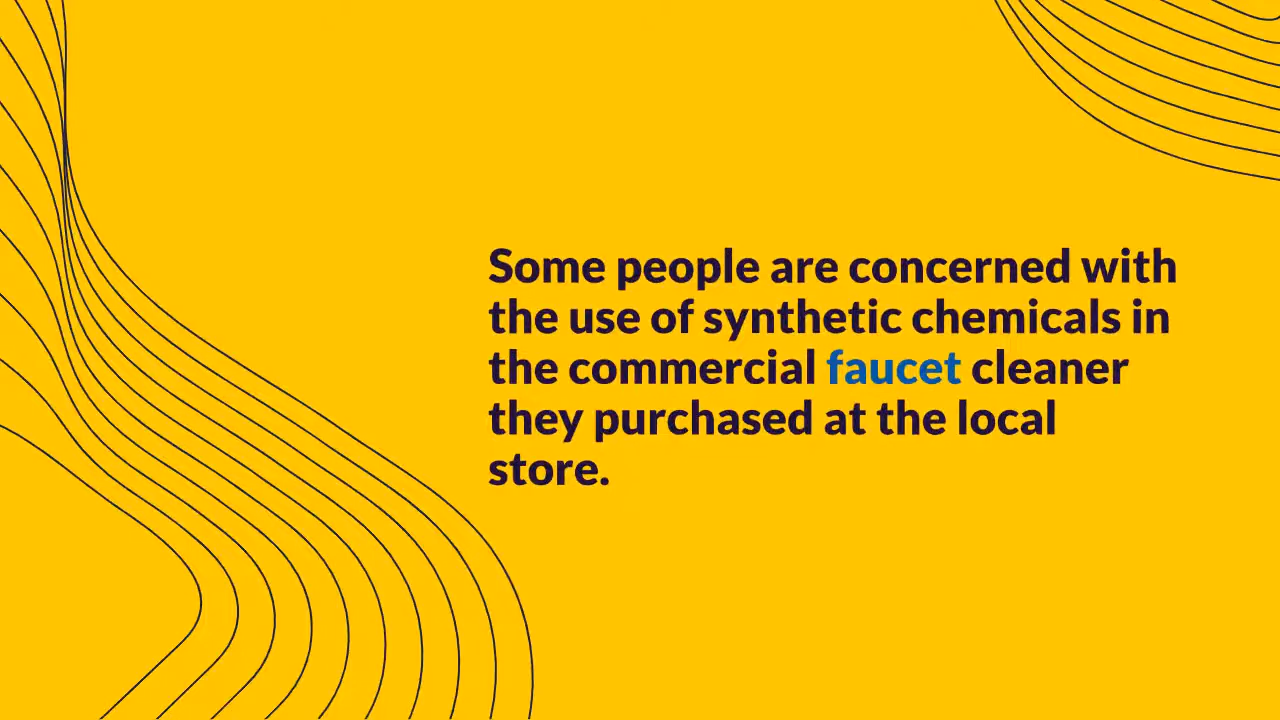 Some people are concerned with
the use of synthetic chemicals in
the commercial faucet cleaner
they purchased at the local
store.